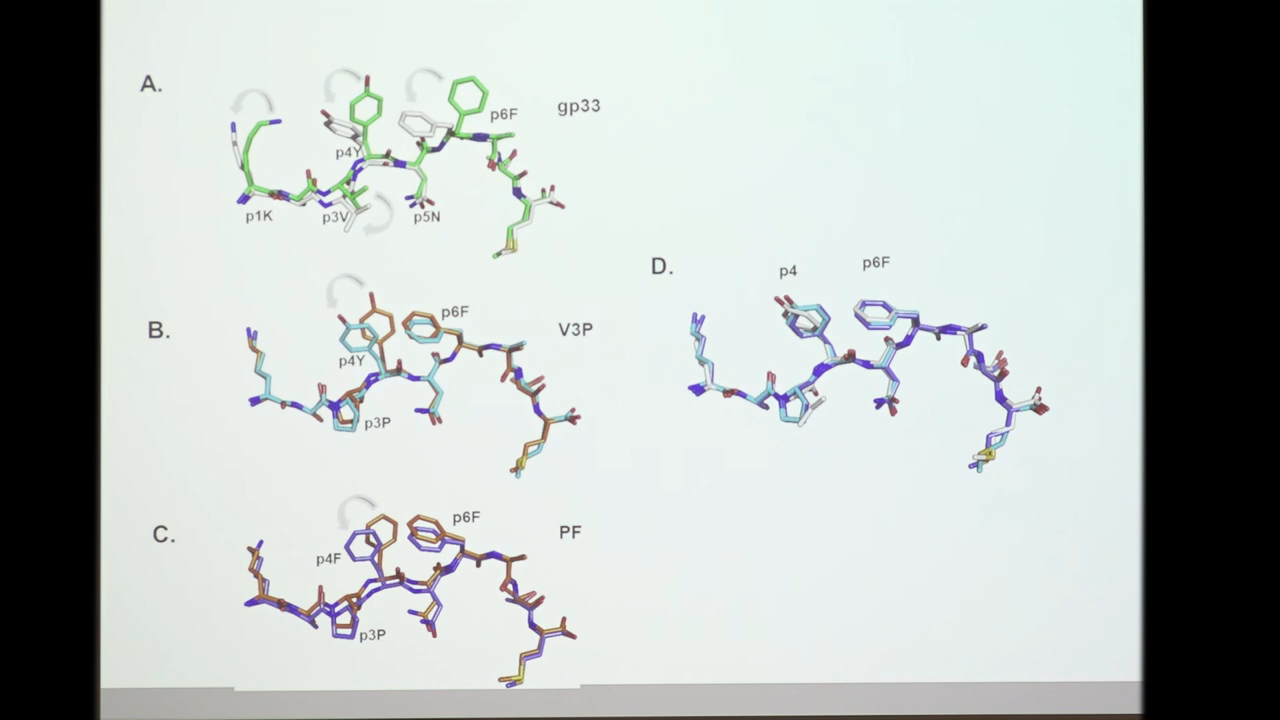 A.
gp33
p6F
p4Y
p1K
p3V
p5N
B.
V3P
p6F
p4Y
p3P
C.
PF
p6F
p4F
p3P
D.
p4
p6F